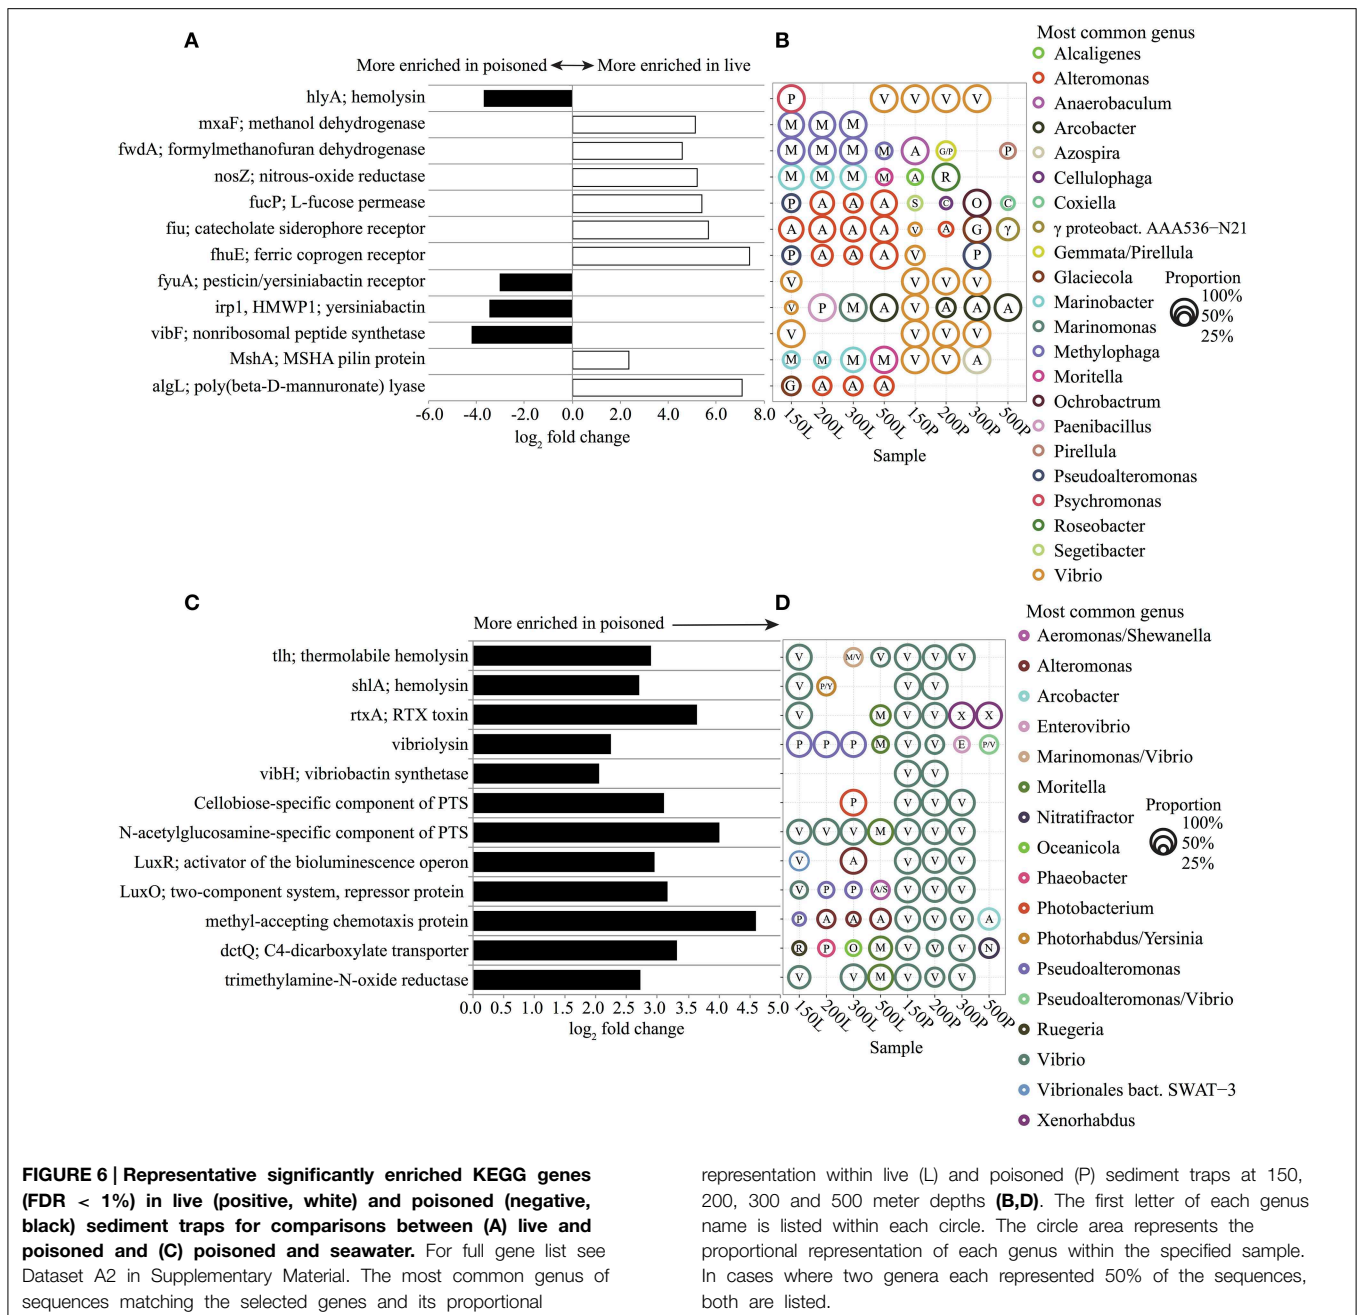 A
More enriched in poisoned
More enriched in live
hlyA; hemolysin
mxaF; methanol dehydrogenase
fwdA; formylmethanofuran dehydrogenase
nosZ; nitrous-oxide reductase
fucP; L-fucose permease
fiu; catecholate siderophore receptor
fhuE; ferric coprogen receptor
fyuA; pesticin/yersiniabactin receptor
irp1, HMWP1; yersiniabactin
vibF; nonribosomal peptide synthetase
MshA; MSHA pilin protein
algL; poly(beta-D-mannuronate) lyase
-6.0 -4.0 -2.0 0.0 2.0 4.0 6.0 8.0
log2 fold change
B
P V V V V
M M M
M M M M A G/P P
M M M M A R
P A A A S C O C
A A A A V A G γ
P A A A V P
V V V V
V P M A V A A A
V V V V
M M M M V V A
G A A A
150L 200L 300L 500L 150P 200P 300P 500P
Sample
Most common genus
Alcaligenes
Alteromonas
Anaerobaculum
Arcobacter
Azospira
Cellulophaga
Coxiella
γ proteobact. AAA536−N21
Gemmata/Pirellula
Glaciecola
Marinobacter
Marinomonas
Methylophaga
Moritella
Ochrobactrum
Paenibacillus
Pirellula
Pseudoalteromonas
Psychromonas
Roseobacter
Segetibacter
Vibrio
Proportion
100%
50%
25%
C
More enriched in poisoned
tlh; thermolabile hemolysin
shlA; hemolysin
rtxA; RTX toxin
vibriolysin
vibH; vibriobactin synthetase
Cellobiose-specific component of PTS
N-acetylglucosamine-specific component of PTS
LuxR; activator of the bioluminescence operon
LuxO; two-component system, repressor protein
methyl-accepting chemotaxis protein
dctQ; C4-dicarboxylate transporter
trimethylamine-N-oxide reductase
0.0 0.5 1.0 1.5 2.0 2.5 3.0 3.5 4.0 4.5 5.0
log2 fold change
D
V M/V V V V V
V P/Y V V
V M V V X X
P P P M V V E P/V
V V
P V V V
V V V M V V V
V A V V V
V P P A/S V V V
P A A A V V V A
R P O M V V V N
V V M V V V
150L 200L 300L 500L 150P 200P 300P 500P
Sample
Most common genus
Aeromonas/Shewanella
Alteromonas
Arcobacter
Enterovibrio
Marinomonas/Vibrio
Moritella
Nitratifractor
Oceanicola
Phaeobacter
Photobacterium
Photorhabdus/Yersinia
Pseudoalteromonas
Pseudoalteromonas/Vibrio
Ruegeria
Vibrio
Vibrionales bact. SWAT−3
Xenorhabdus
Proportion
100%
50%
25%
FIGURE 6 | Representative significantly enriched KEGG genes
(FDR < 1%) in live (positive, white) and poisoned (negative,
black) sediment traps for comparisons between (A) live and
poisoned and (C) poisoned and seawater. For full gene list see
Dataset A2 in Supplementary Material. The most common genus of
sequences matching the selected genes and its proportional
representation within live (L) and poisoned (P) sediment traps at 150,
200, 300 and 500 meter depths (B,D). The first letter of each genus
name is listed within each circle. The circle area represents the
proportional representation of each genus within the specified sample.
In cases where two genera each represented 50% of the sequences,
both are listed.